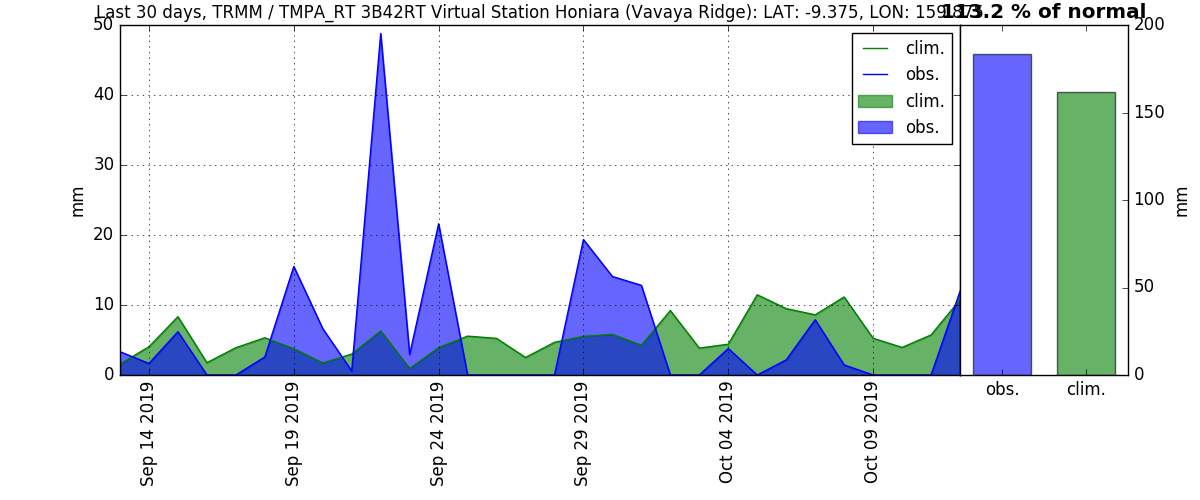 Last 30 days, TRMM / TMPA_RT 3B42RT Virtual Station Honiara (Vavaya Ridge): LAT: -9.375, LON:
113.2 % of normal
50
40
30
20
10
0
mm
clim.
obs.
clim.
obs.
200
150
100
50
0
mm
obs.
clim.
Sep 14 2019
Sep 19 2019
Sep 24 2019
Sep 29 2019
Oct 04 2019
Oct 09 2019